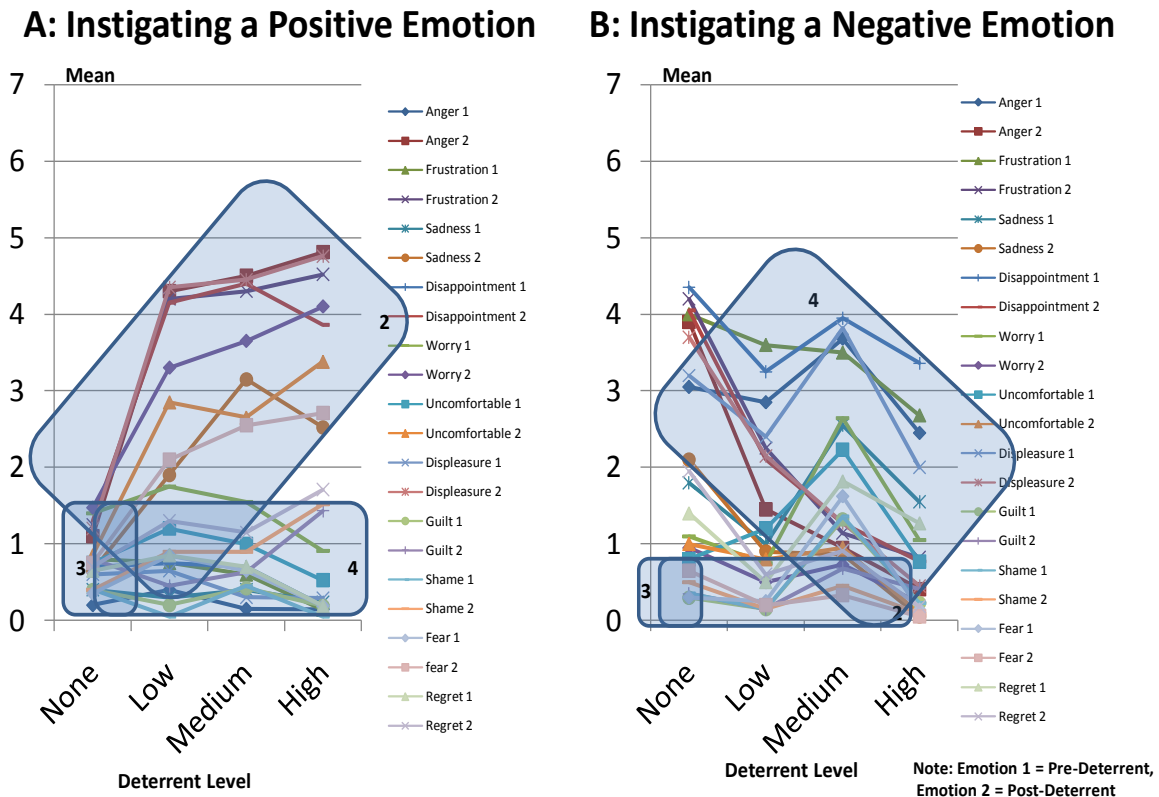 A: Instigating a Positive Emotion
Mean
7
6
5
4
3
2
1
0
2
3
4
None
Low
Medium
High
Deterrent Level
Anger 1
Anger 2
Frustration 1
Frustration 2
Sadness 1
Sadness 2
Disappointment 1
Disappointment 2
Worry 1
Worry 2
Uncomfortable 1
Uncomfortable 2
Displeasure 1
Displeasure 2
Guilt 1
Guilt 2
Shame 1
Shame 2
Fear 1
fear 2
Regret 1
Regret 2
B: Instigating a Negative Emotion
Mean
7
6
5
4
3
2
1
0
4
3
2
None
Low
Medium
High
Deterrent Level
Anger 1
Anger 2
Frustration 1
Frustration 2
Sadness 1
Sadness 2
Disappointment 1
Disappointment 2
Worry 1
Worry 2
Uncomfortable 1
Uncomfortable 2
Displeasure 1
Displeasure 2
Guilt 1
Guilt 2
Shame 1
Shame 2
Fear 1
Fear 2
Regret 1
Regret 2
Note: Emotion 1 = Pre-Deterrent,
Emotion 2 = Post-Deterrent